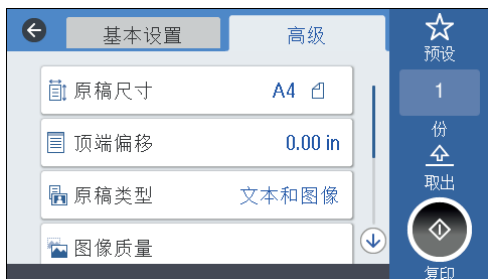 基本设置
高级
原稿尺寸 A4
顶端偏移 0.00 in
原稿类型 文本和图像
图像质量
预设
1
份
取出
复印